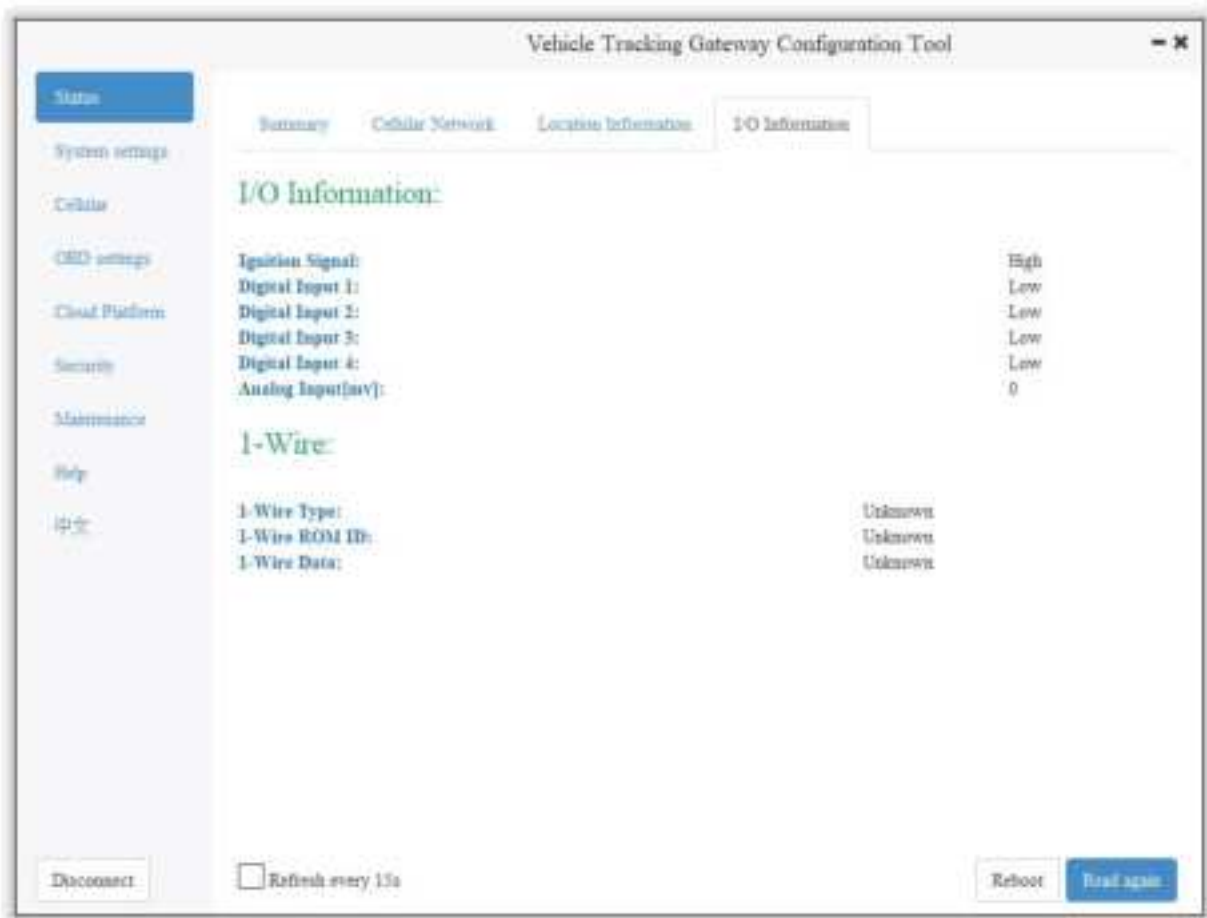 Vehicle Tracking Gateway Configuration Tool
Status
System settings
Cellular
OBD settings
Cloud Platform
Security
Maintenance
Help
中文
Disconnect
Summary Cellular Network Location Information I/O Information
I/O Information:
Ignition Signal: High
Digital Input 1: Low
Digital Input 2: Low
Digital Input 3: Low
Digital Input 4: Low
Analog Input[mv]: 0
1-Wire:
1-Wire Type: Unknown
1-Wire ROM ID: Unknown
1-Wire Data: Unknown
Refresh every 15s
Reboot Read again